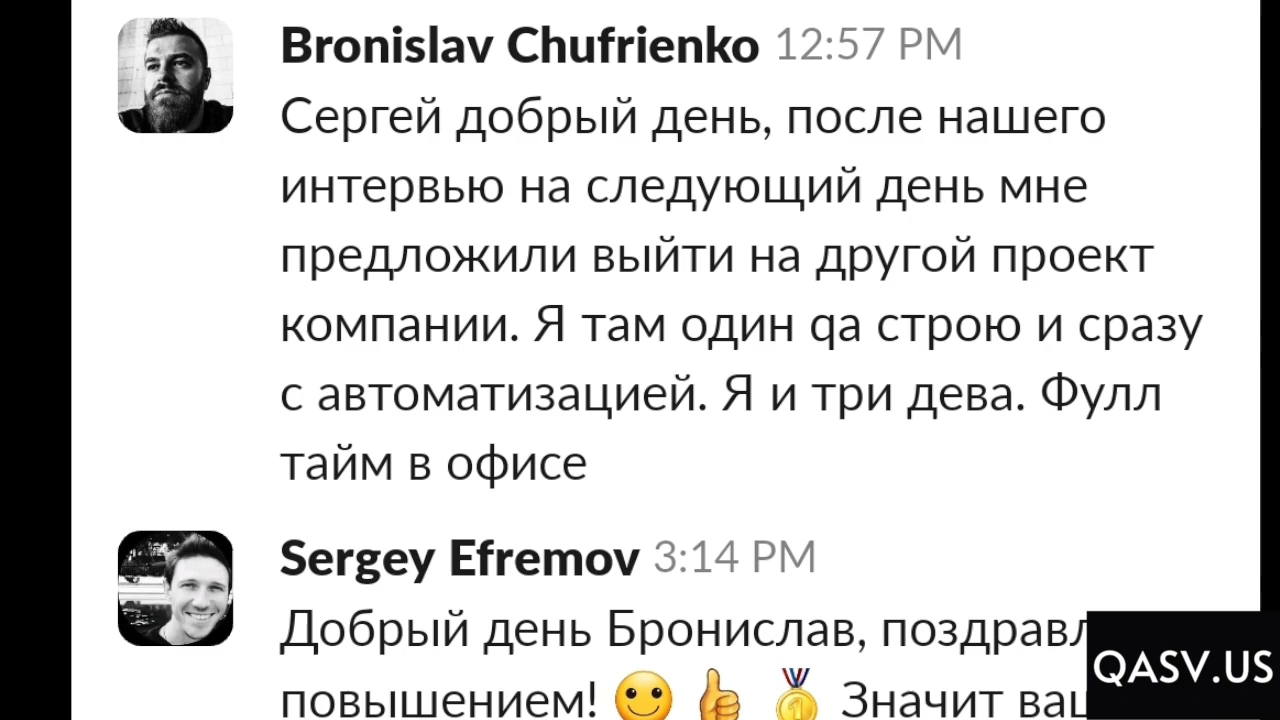 Bronislav Chufrienko 12:57 PM
Сергей добрый день, после нашего
интервью на следующий день мне
предложили выйти на другой проект
компании. Я там один qa строю и сразу
с автоматизацией. Я и три дева. Фулл
тайм в офисе
Sergey Efremov 3:14 PM
Добрый день Бронислав,
повышением! 🙂 👍 🥇 Значит
QASV.US